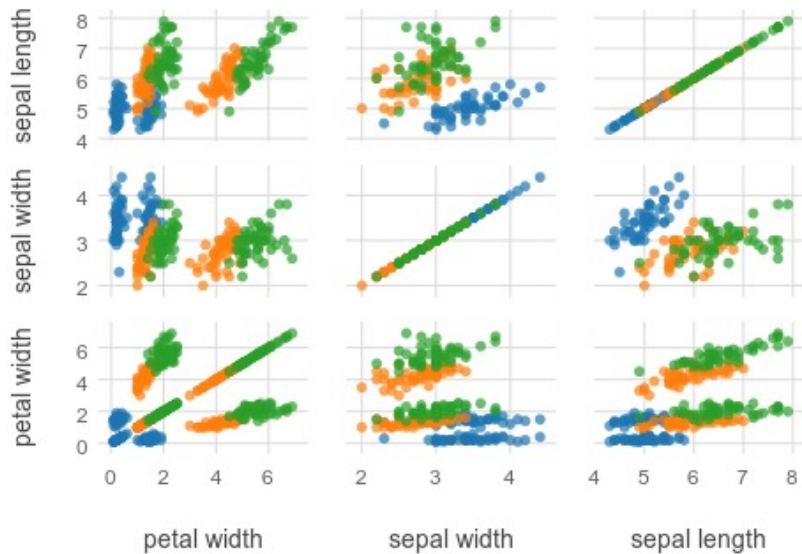 sepal length
8
7
6
5
4
sepal width
4
3
2
petal width
6
4
2
0
0 2 4 6 2 3 4 4 5 6 7 8
petal width sepal width sepal length